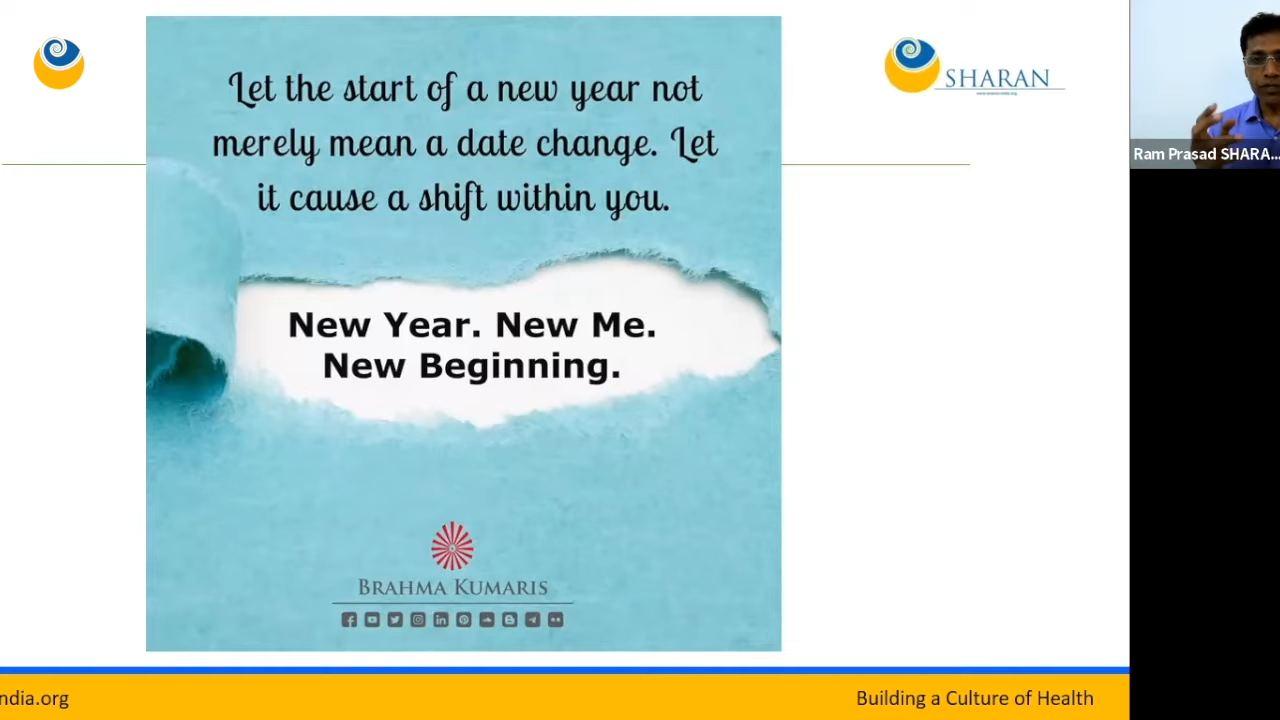 Let the start of a new year not
merely mean a date change. Let
it cause a shift within you.
New Year. New Me.
New Beginning.
BRAHMA KUMARIS
SHARAN
Ram Prasad SHARA...
ndia.org
Building a Culture of Health